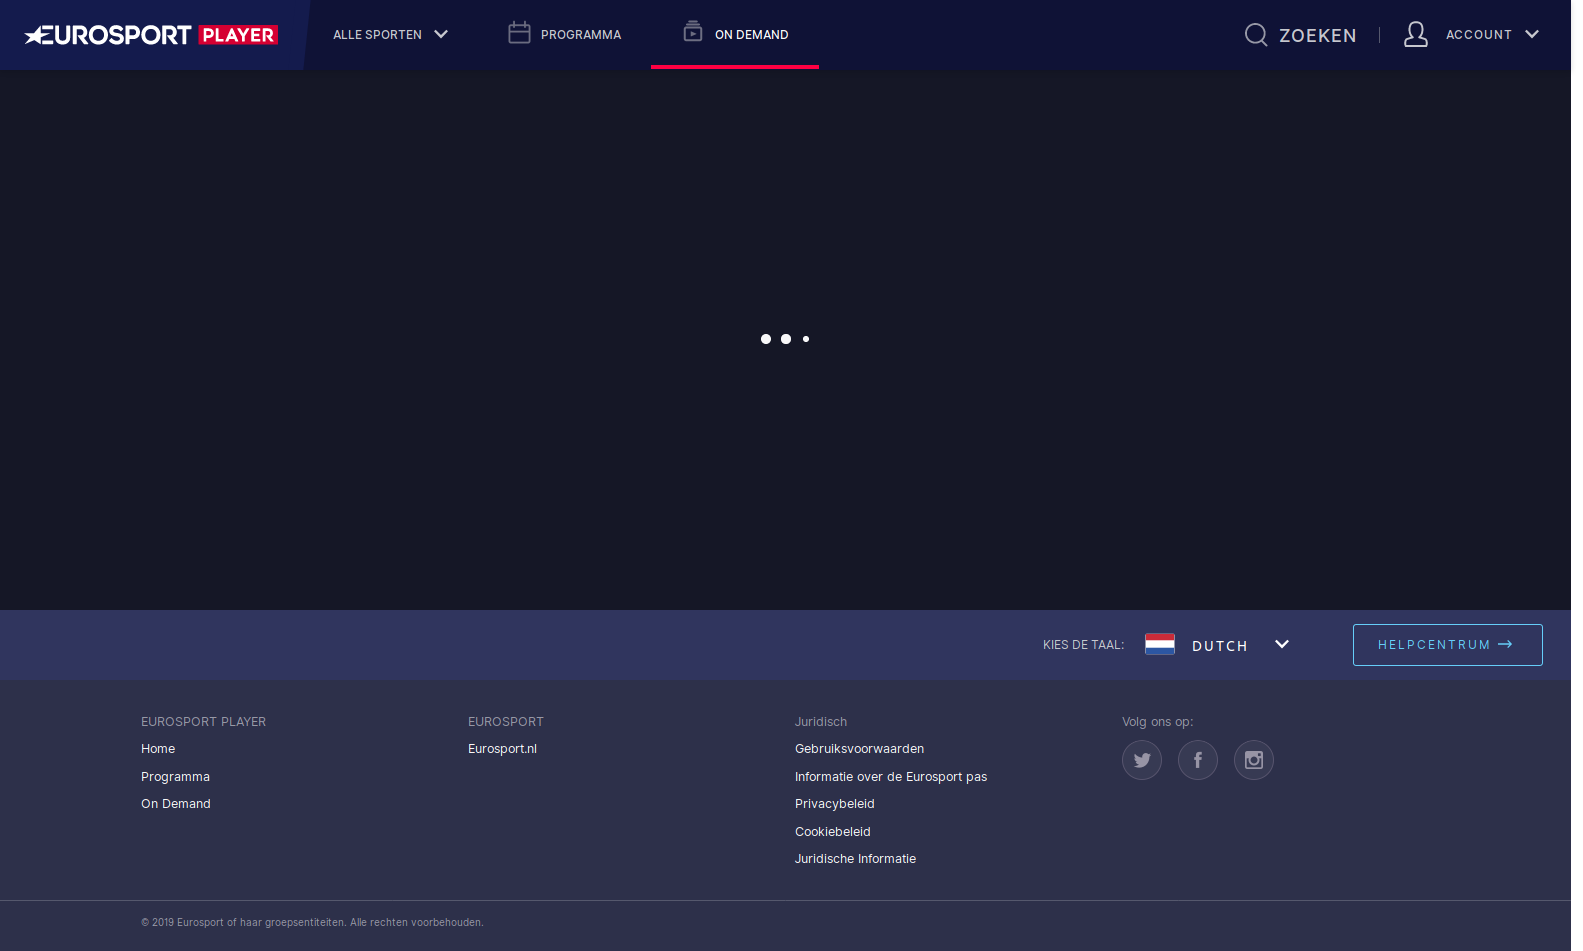 EUROSPORT PLAYER
ALLE SPORTEN
PROGRAMMA
ON DEMAND
ZOEKEN
ACCOUNT
KIES DE TAAL:
DUTCH
HELPCENTRUM
EUROSPORT PLAYER
Home
Programma
On Demand
EUROSPORT
Eurosport.nl
Juridisch
Gebruiksvoorwaarden
Informatie over de Eurosport pas
Privacybeleid
Cookiebeleid
Juridische Informatie
Volg ons op:
© 2019 Eurosport of haar groepsentiteiten. Alle rechten voorbehouden.